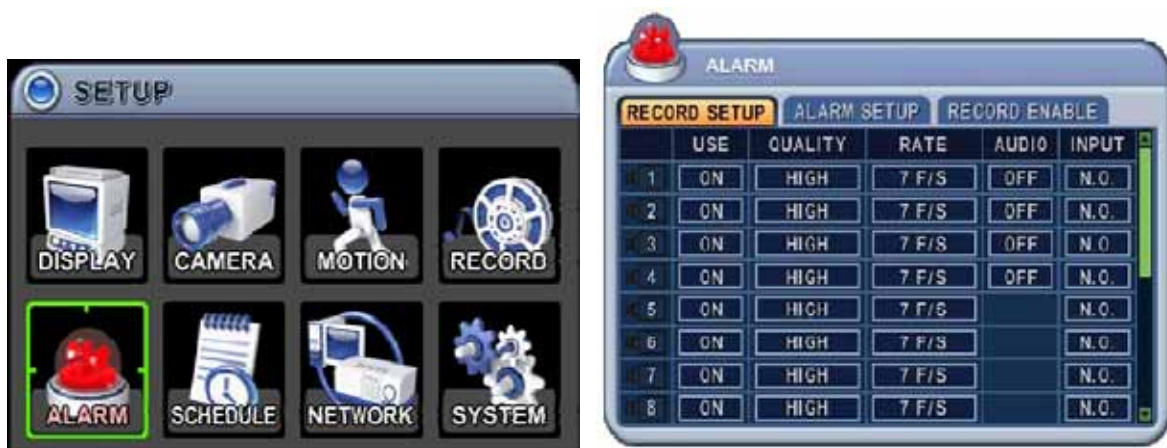 SETUP
DISPLAY CAMERA MOTION RECORD
ALARM SCHEDULE NETWORK SYSTEM
ALARM
RECORD SETUP ALARM SETUP RECORD ENABLE
USE QUALITY RATE AUDIO INPUT
1 ON HIGH 7 F/S OFF N.O.
2 ON HIGH 7 F/S OFF N.O.
3 ON HIGH 7 F/S OFF N.O
4 ON HIGH 7 F/S OFF N.O.
5 ON HIGH 7 F/S N.O.
6 ON HIGH 7 F/S N.O.
7 ON HIGH 7 F/S N.O.
8 ON HIGH 7 F/S N.O.